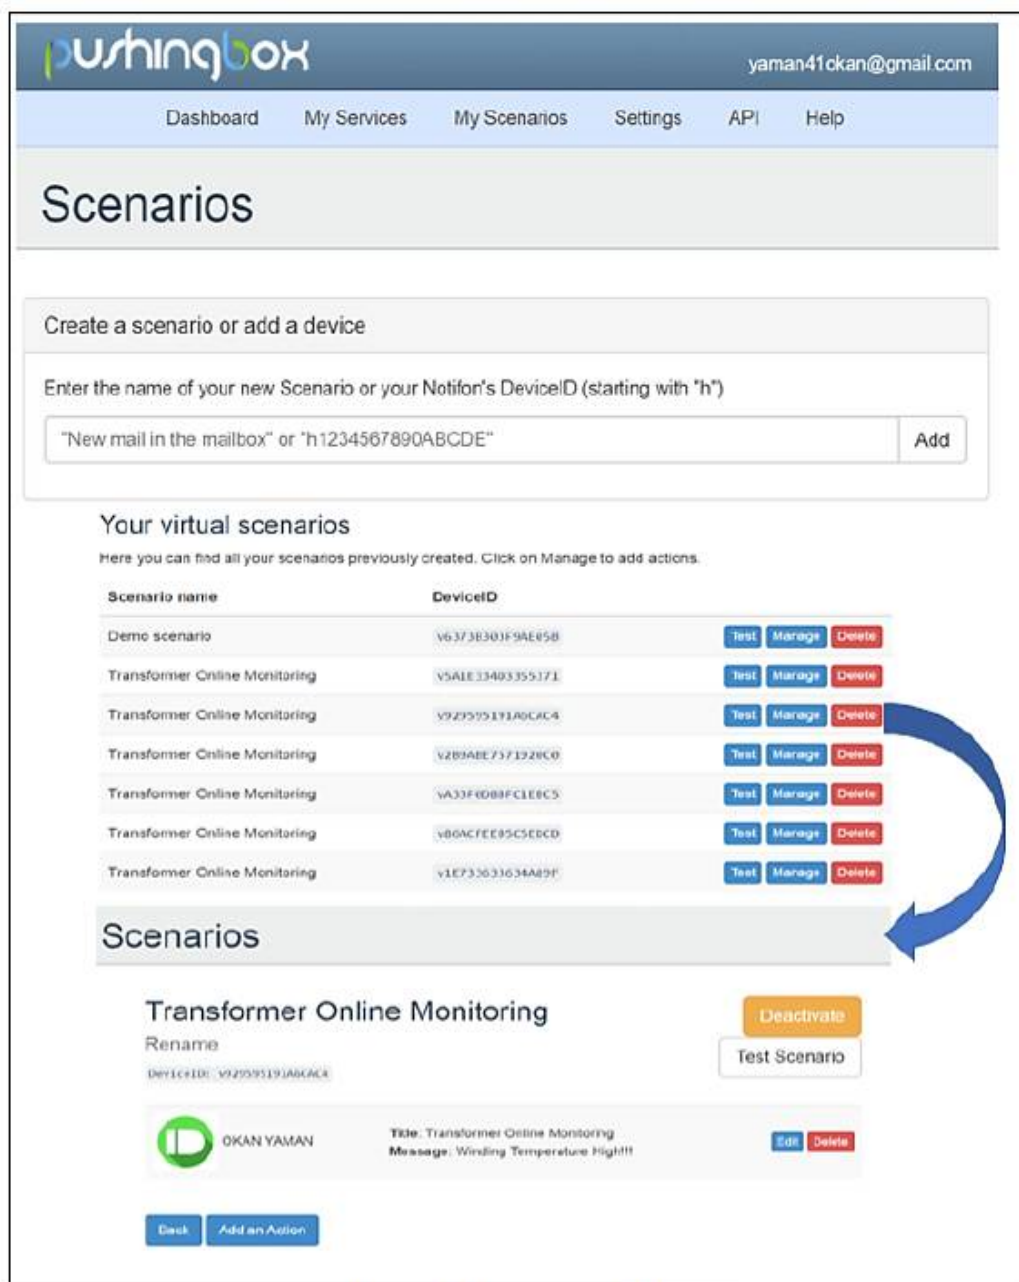 pushingbox
yaman41okan@gmail.com
Dashboard My Services My Scenarios Settings API Help
Scenarios
Create a scenario or add a device
Enter the name of your new Scenario or your Notifon's DeviceID (starting with "h")
"New mail in the mailbox" or "h1234567890ABCDE" Add
Your virtual scenarios
Here you can find all your scenarios previously created. Click on Manage to add actions.
Scenario name DeviceID
Demo scenario Test Manage Delete
Transformer Online Monitoring Test Manage Delete
Transformer Online Monitoring v929595191A6CAC4 Test Manage Delete
Transformer Online Monitoring Test Manage Delete
Transformer Online Monitoring Test Manage Delete
Transformer Online Monitoring Test Manage Delete
Transformer Online Monitoring Test Manage Delete
Scenarios
Transformer Online Monitoring Deactivate
Rename Test Scenario
DeviceID: v929595191A6CAC4
OKAN YAMAN
Title: Transformer Online Monitoring
Message: Winding Temperature High!!!
Edit Delete
Back Add an Action